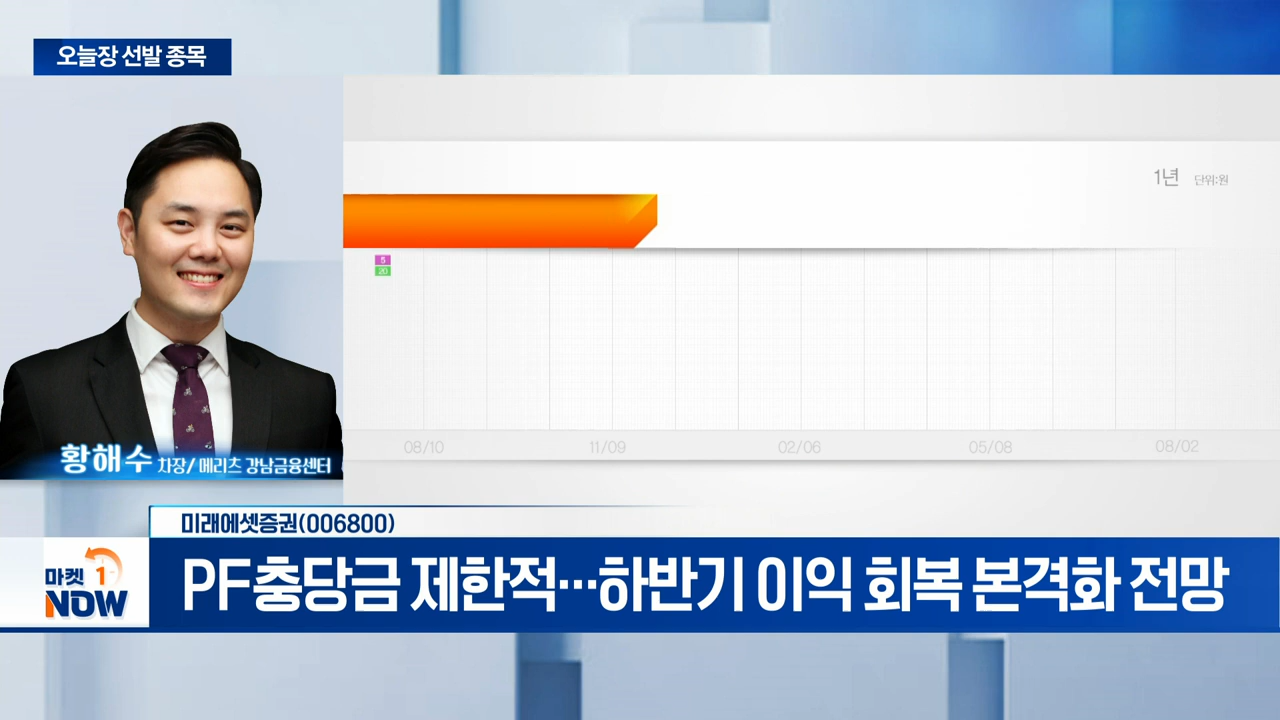 오늘장 선발 종목
1년 단위:원
5
20
08/10 11/09 02/06 05/08 08/02
황해수 차장/ 메리츠 강남금융센터
미래에셋증권(006800)
마켓 1
NOW
PF충당금 제한적…하반기 이익 회복 본격화 전망